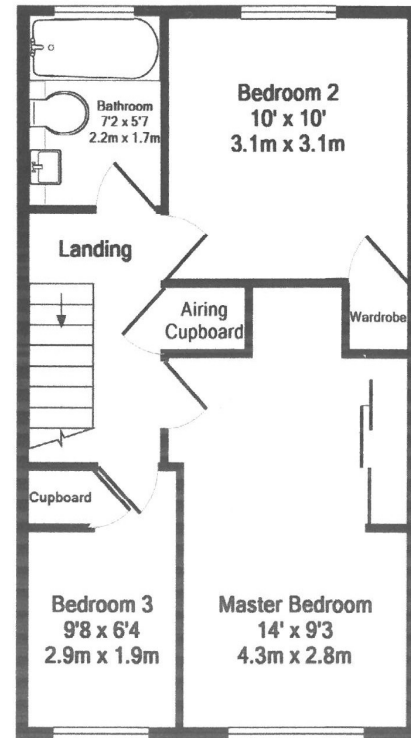 Bathroom
7'2 x 5'7
2.2m x 1.7m
Bedroom 2
10' x 10'
3.1m x 3.1m
Landing
Airing
Cupboard
Wardrobe
Cupboard
Bedroom 3
9'8 x 6'4
2.9m x 1.9m
Master Bedroom
14' x 9'3
4.3m x 2.8m